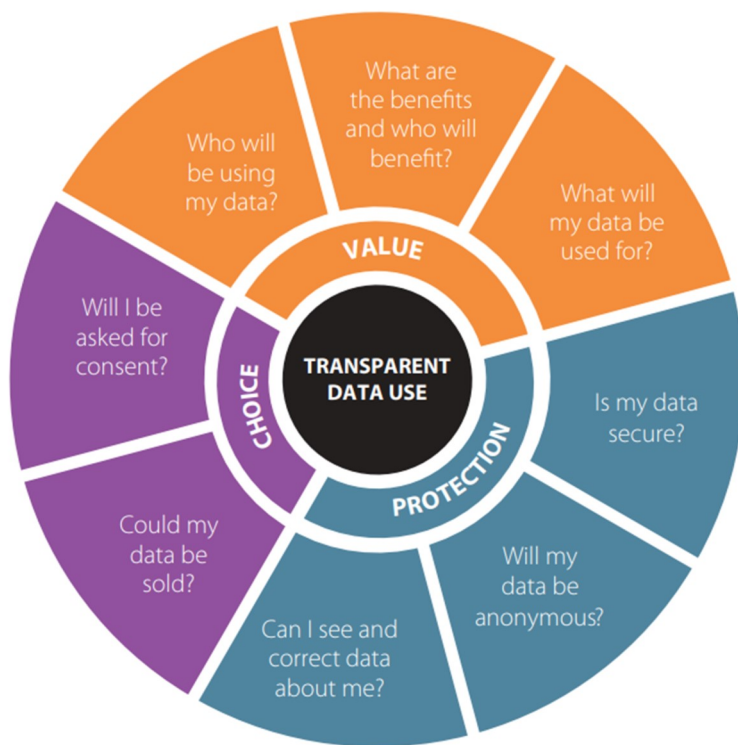 What are
the benefits
and who will
benefit?
Who will
be using
my data?
What will
my data be
used for?
VALUE
Will I be
asked for
consent?
TRANSPARENT
DATA USE
CHOICE
Is my data
secure?
PROTECTION
Could my
data be
sold?
Will my
data be
anonymous?
Can I see and
correct data
about me?